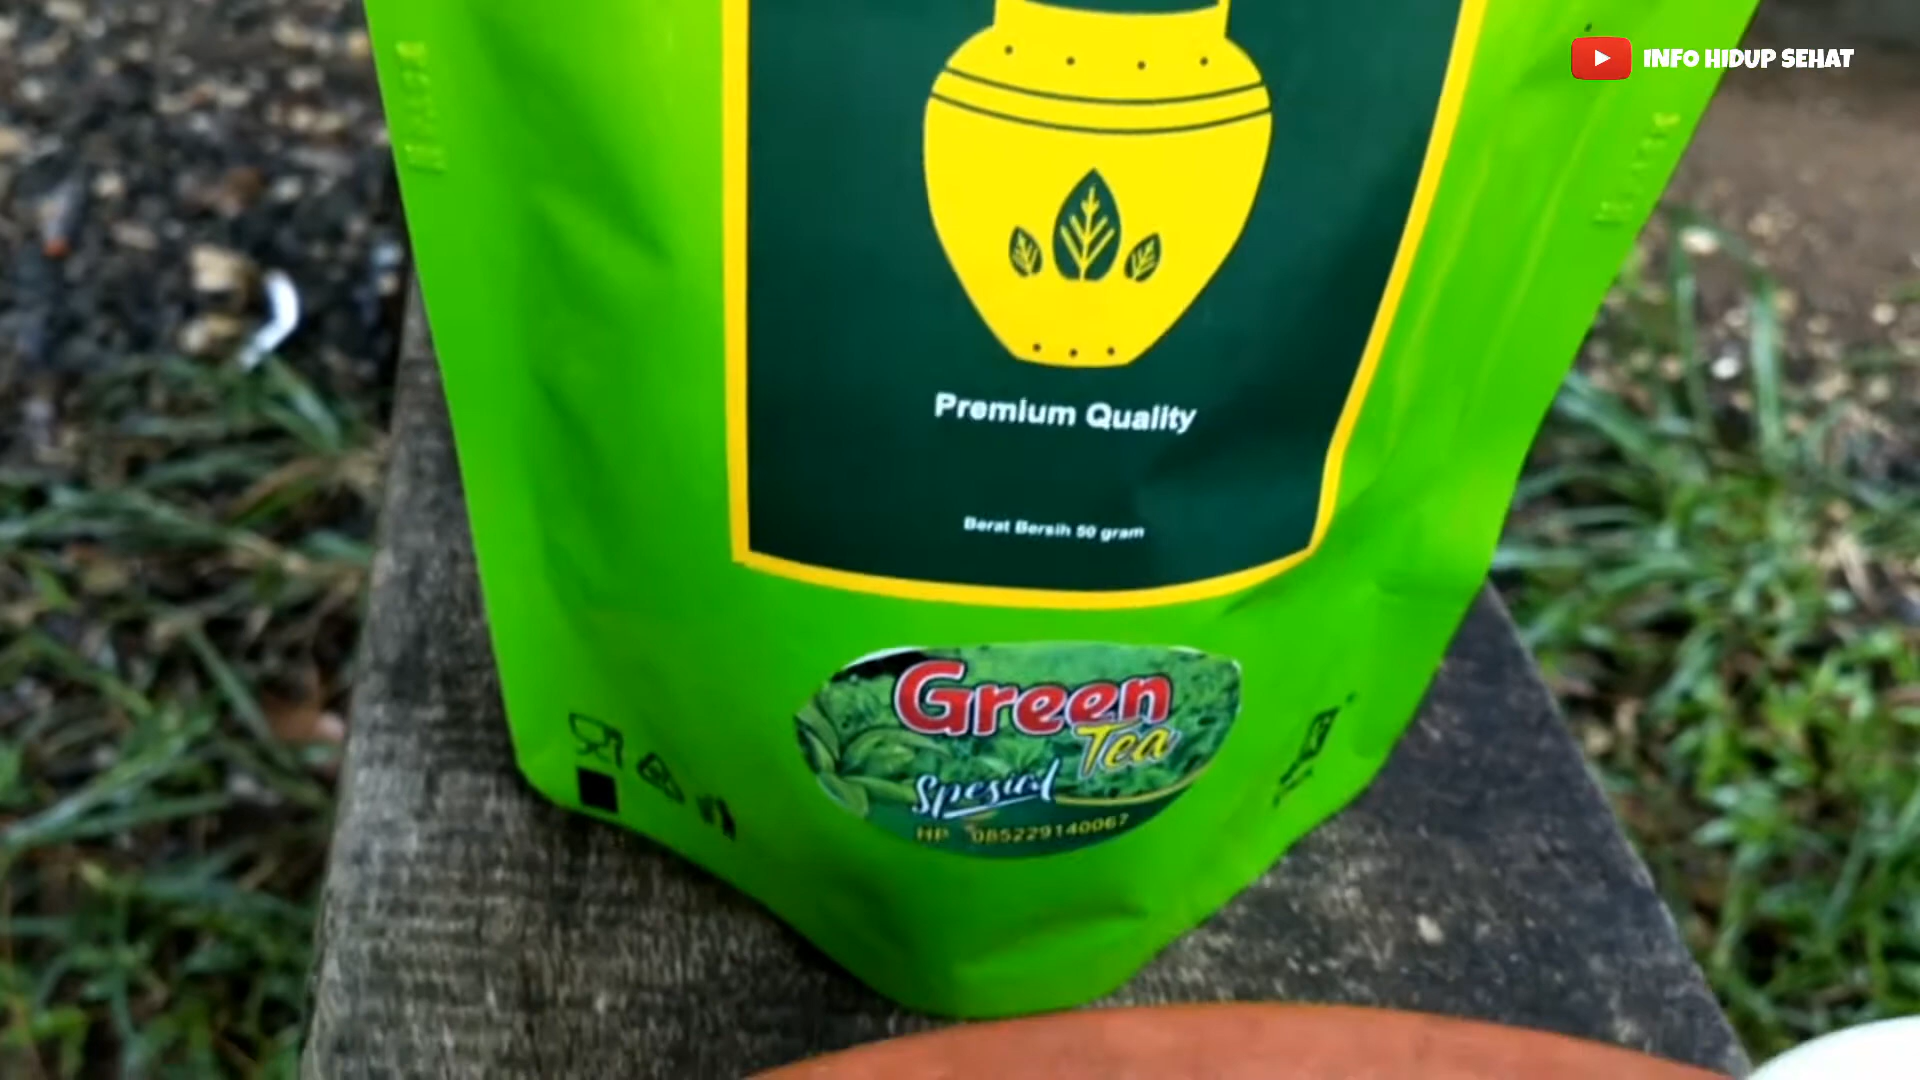 INFO HIDUP SEHAT
Premium Quality
Berat Bersih 50 gram
Green
Tea
Spesial
HP 085229140067